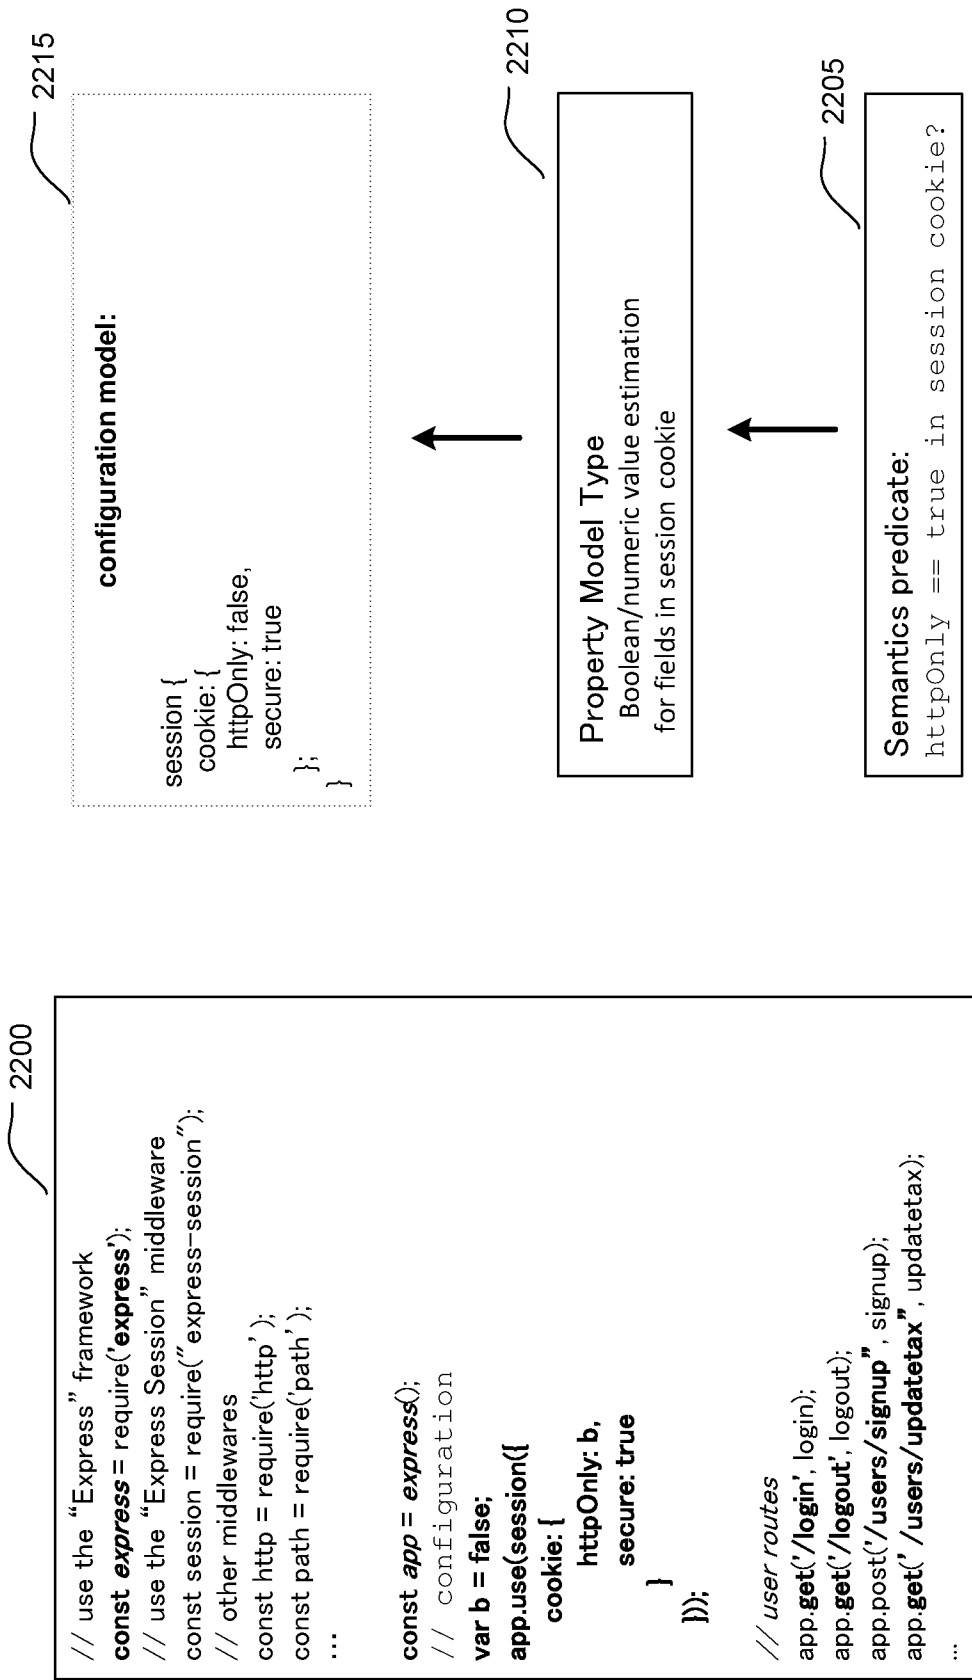 2200
// use the “Express” framework
const express = require('express');
// use the “Express Session” middleware
const session = require("express-session");
// other middlewares
const http = require('http');
const path = require('path');
...
const app = express();
// configuration
var b = false;
app.use(session({
cookie: {
httpOnly: b,
secure: true
}
}));
// user routes
app.get('/login', login);
app.get('/logout', logout);
app.post('/users/signup”, signup);
app.get('/users/updatetax”, updatetax);
...
2215
configuration model:
session {
cookie: {
httpOnly: false,
secure: true
};
}
2210
Property Model Type
Boolean/numeric value estimation
for fields in session cookie
2205
Semantics predicate:
httpOnly == true in session cookie?